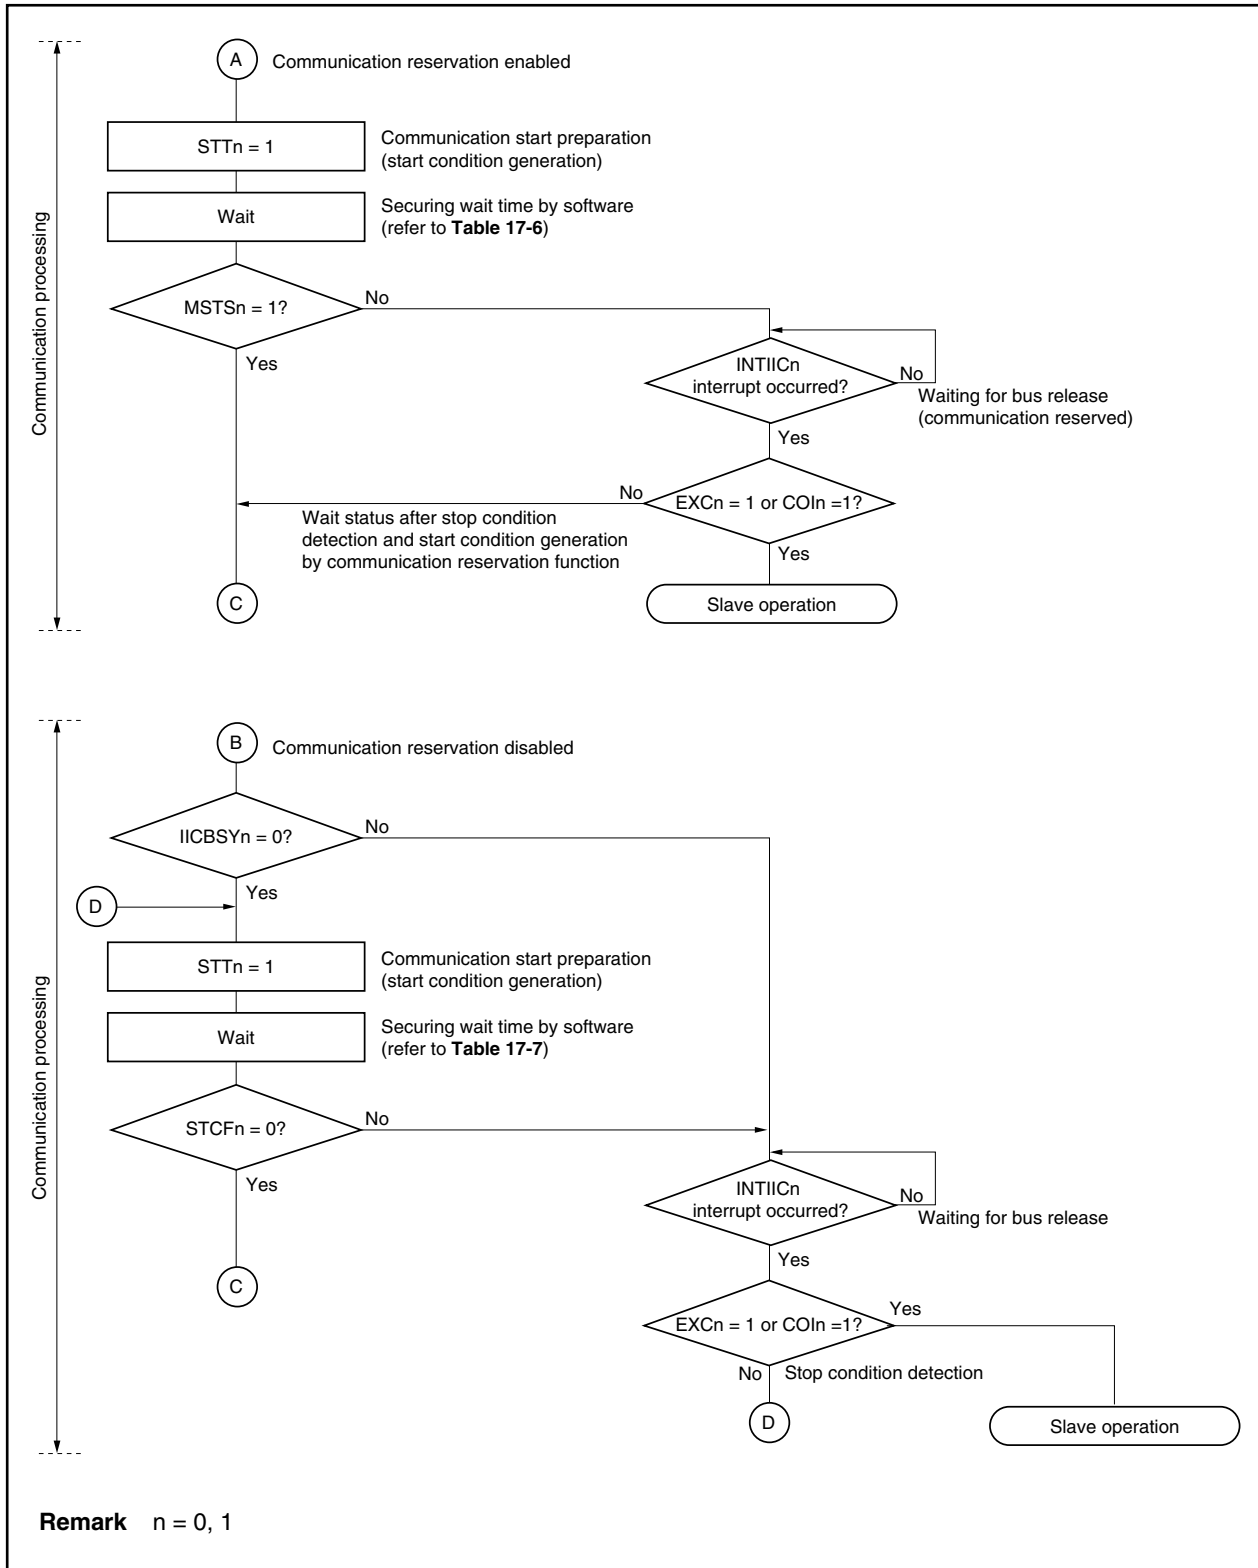 A
Communication reservation enabled
STTn = 1
Communication start preparation
(start condition generation)
Wait
Securing wait time by software
(refer to Table 17-6)
Communication processing
MSTSn = 1?
No
Yes
INTIICn
interrupt occurred?
No
Waiting for bus release
(communication reserved)
Yes
EXCn = 1 or COIn =1?
No
Wait status after stop condition
detection and start condition generation
by communication reservation function
Yes
C
Slave operation
B
Communication reservation disabled
IICBSYn = 0?
No
Yes
D
STTn = 1
Communication start preparation
(start condition generation)
Wait
Securing wait time by software
(refer to Table 17-7)
Communication processing
STCFn = 0?
No
Yes
INTIICn
interrupt occurred?
No
Waiting for bus release
Yes
C
EXCn = 1 or COIn =1?
Yes
No
Stop condition detection
D
Slave operation
Remark n = 0, 1